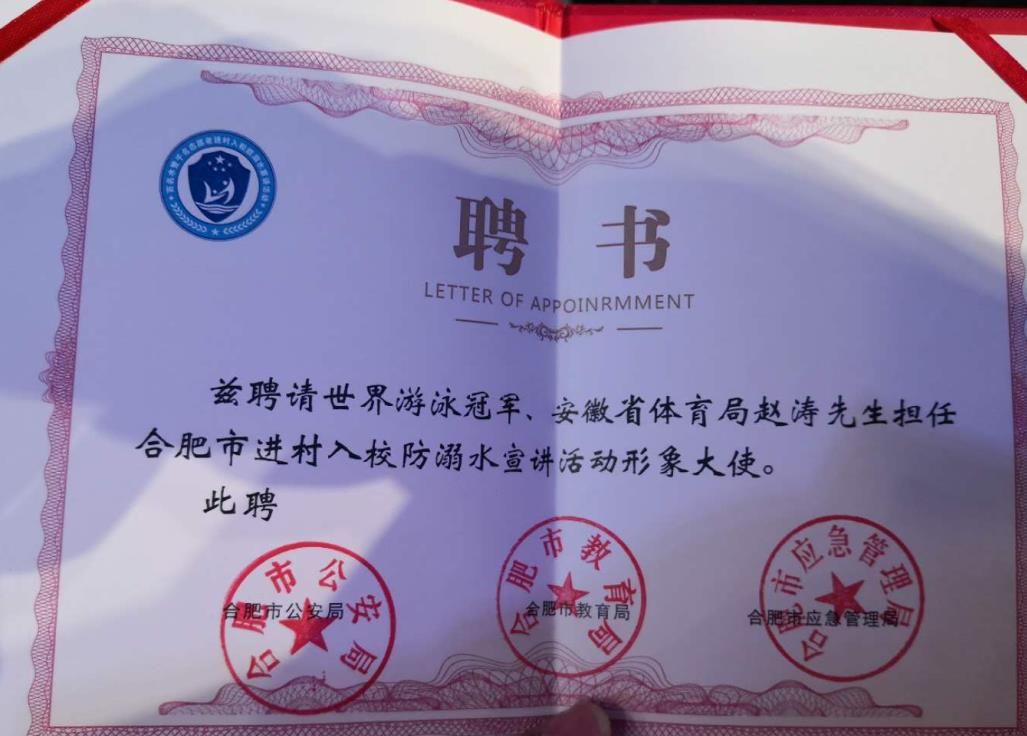 聘 书
LETTER OF APPOINRMMENT
兹聘请世界游泳冠军、安徽省体育局赵涛先生担任
合肥市进村入校防溺水宣讲活动形象大使。
此聘
合肥市公安局
合肥市教育局
合肥市应急管理局
合肥市公安局
合肥市教育局
合肥市应急管理局